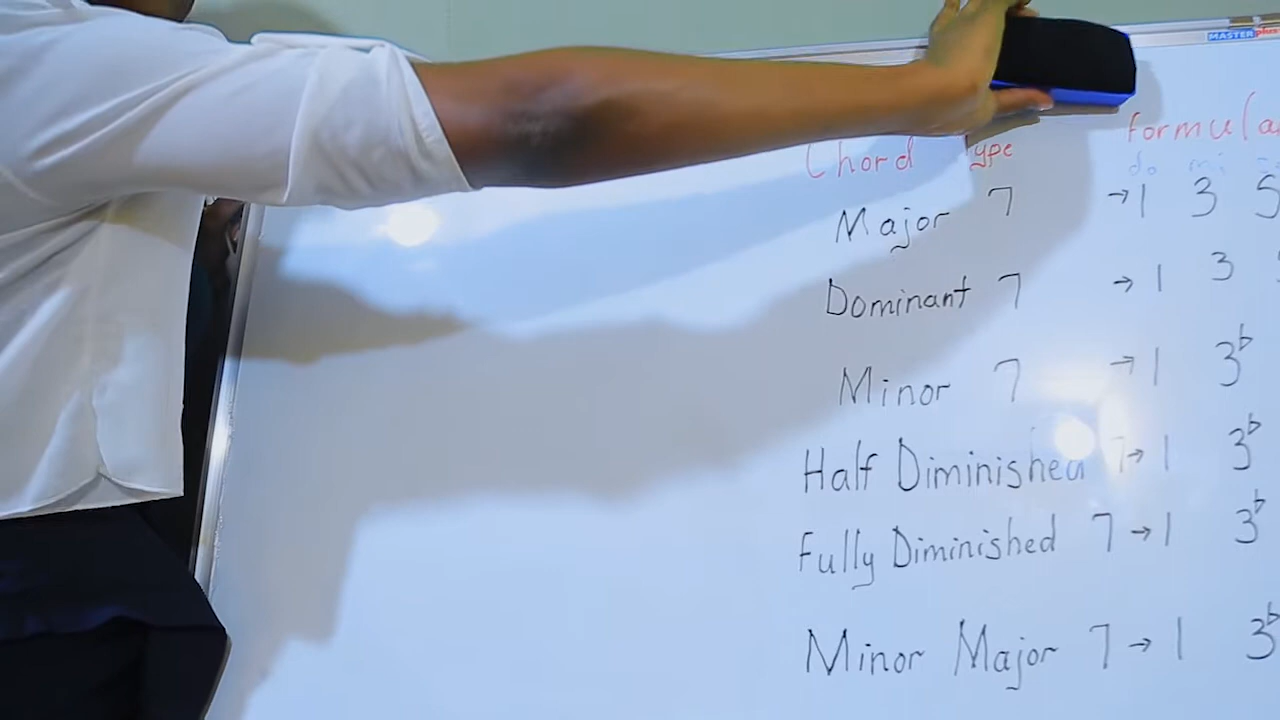 MASTER plus
Chord Type formula
do mi
Major 7 → 1 3 5
Dominant 7 → 1 3
Minor 7 → 1 3♭
Half Diminished 7 → 1 3♭
Fully Diminished 7 → 1 3♭
Minor Major 7 → 1 3♭